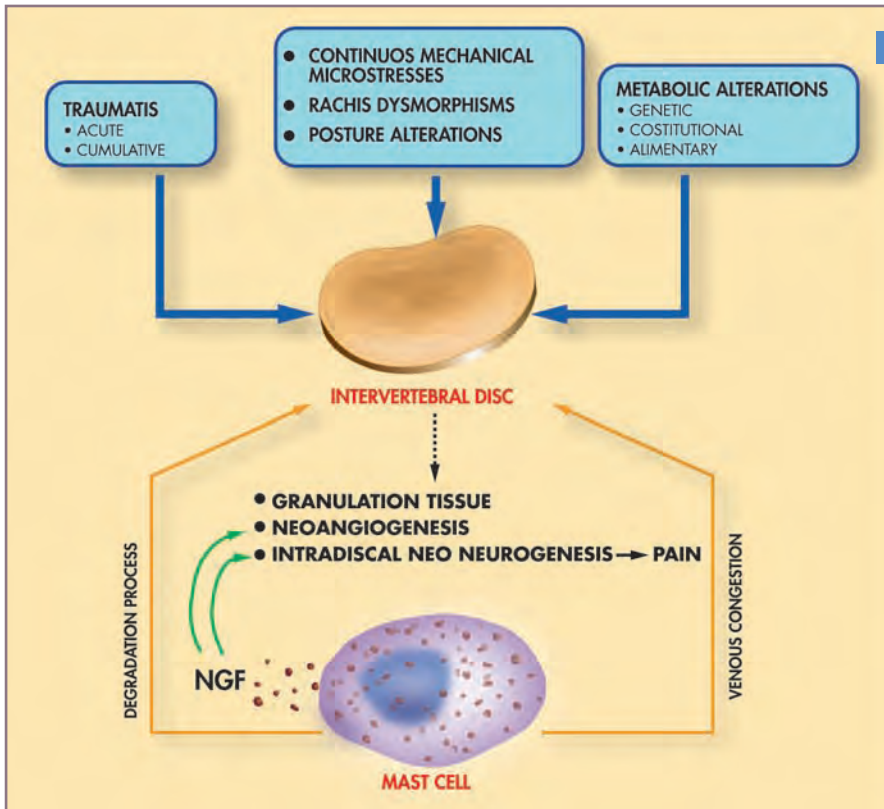 TRAUMATIS
• ACUTE
• CUMULATIVE
• CONTINUOS MECHANICAL
MICROSTRESSES
• RACHIS DYSMORPHISMS
• POSTURE ALTERATIONS
METABOLIC ALTERATIONS
• GENETIC
• COSTITUTIONAL
• ALIMENTARY
INTERVERTEBRAL DISC
• GRANULATION TISSUE
• NEOANGIOGENESIS
• INTRADISCAL NEO NEUROGENESIS → PAIN
DEGRADATION PROCESS
VENOUS CONGESTION
NGF
MAST CELL